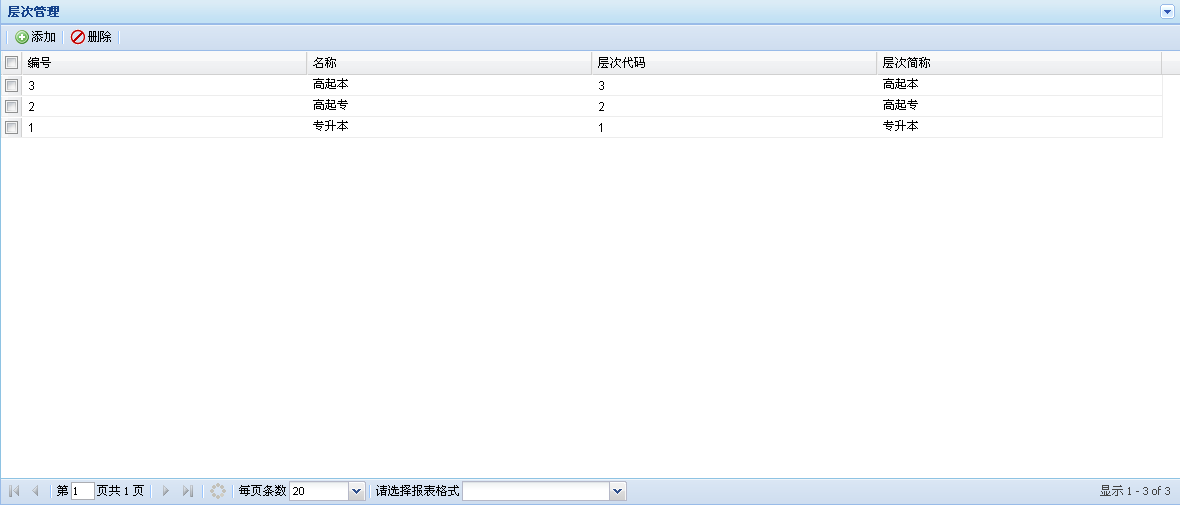 层次管理
添加 删除
编号 名称 层次代码 层次简称
3 高起本 3 高起本
2 高起专 2 高起专
1 专升本 1 专升本
第 1 页共 1 页 每页条数 20 请选择报表格式 显示 1 - 3 of 3